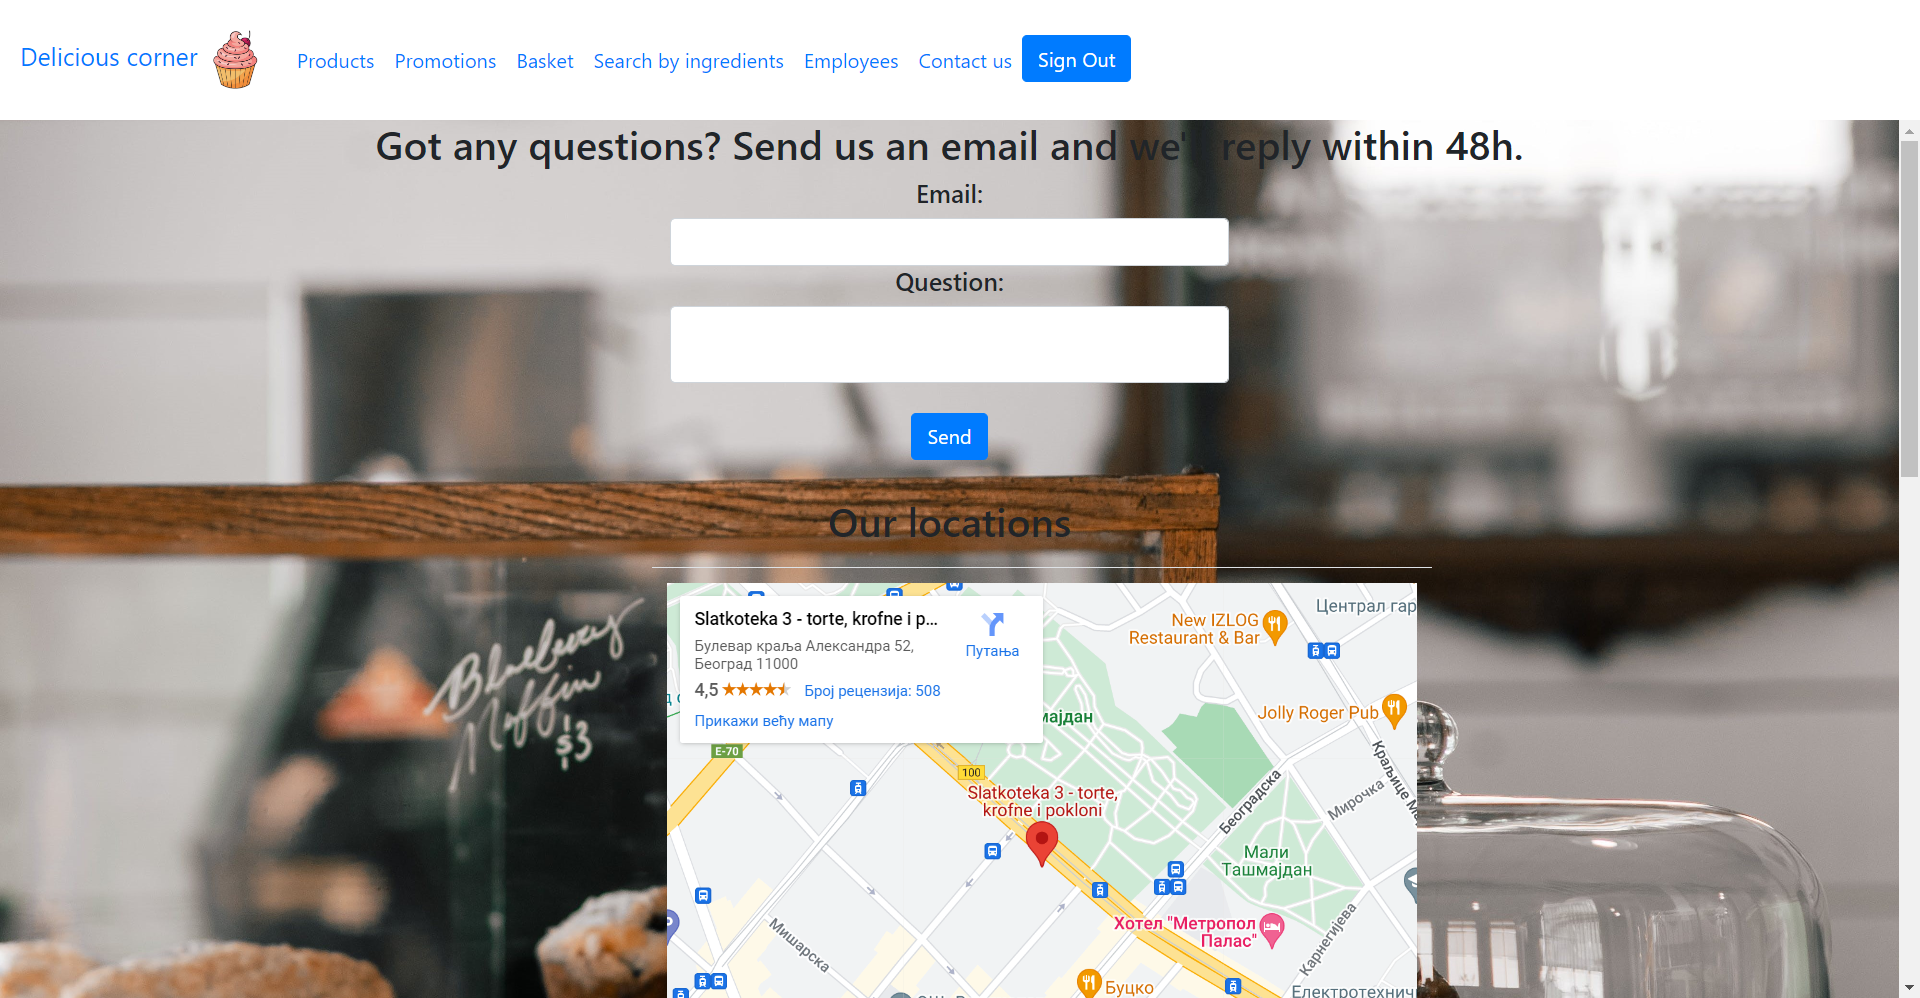 Delicious corner
Products
Promotions
Basket
Search by ingredients
Employees
Contact us
Sign Out
Got any questions? Send us an email and we'll reply within 48h.
Email:
Question:
Send
Our locations
Blueberry
Muffin
$3
Slatkoteka 3 - torte, krofne i p...
Булевар краља Александра 52,
Београд 11000
4,5
Број рецензија: 508
Прикажи већу мапу
Путања
New IZLOG
Restaurant & Bar
Централ гар
Jolly Roger Pub
мајдан
E-70
100
Slatkoteka 3 - torte,
krofne i pokloni
Београдска
Мирочка
Краљице М
Мали
Ташмајдан
Хотел "Метропол
Палас"
Карнегијева
Мишарска
Буцко
Електротехнич